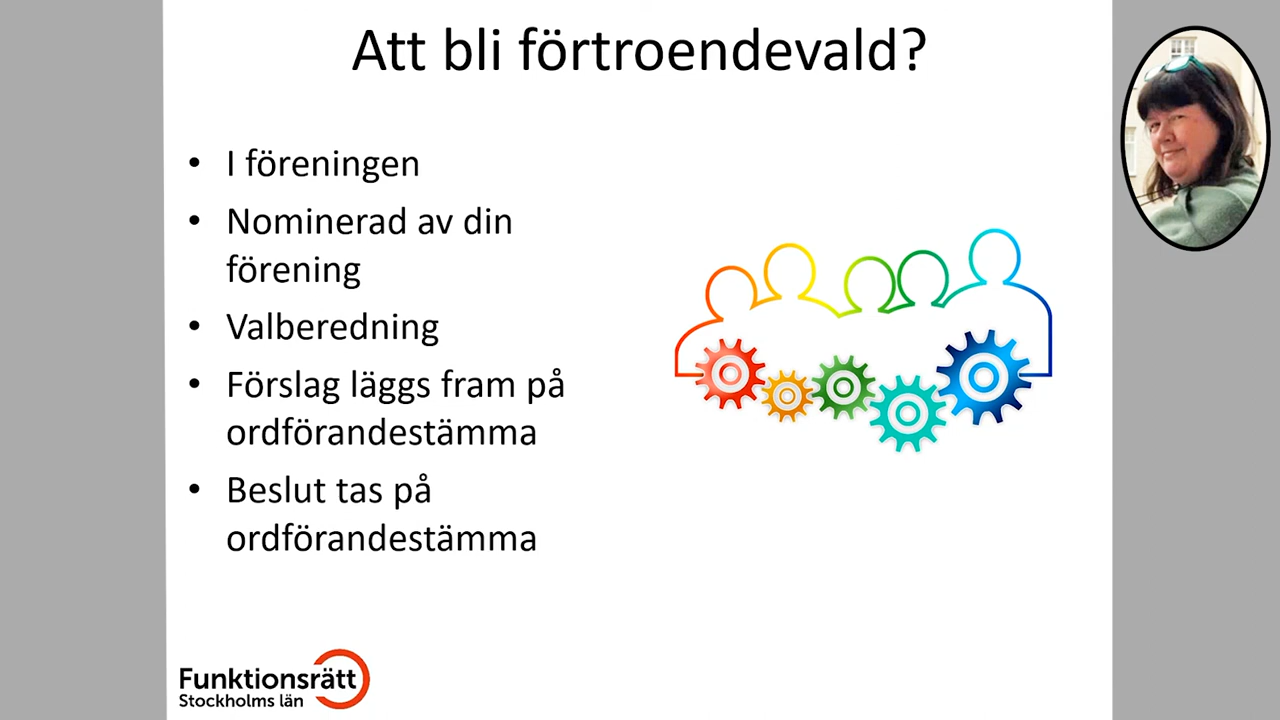 Att bli förtroendevald?
• I föreningen
• Nominerad av din
förening
• Valberedning
• Förslag läggs fram på
ordförandestämma
• Beslut tas på
ordförandestämma
Funktionsrätt
Stockholms län